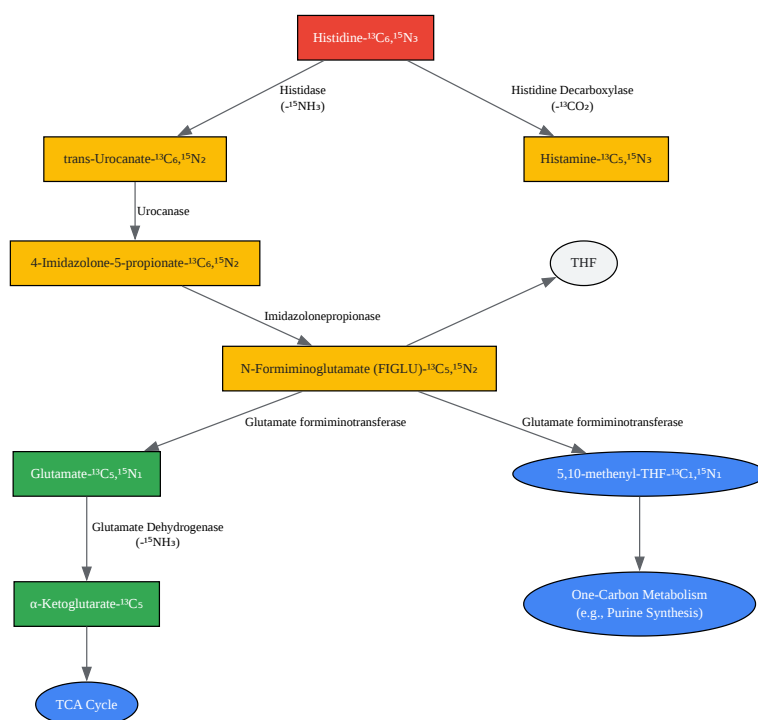 Histidine-¹³C₆,¹⁵N₃
Histidase
(-¹⁵NH₃)
Histidine Decarboxylase
(-¹³CO₂)
trans-Urocanate-¹³C₆,¹⁵N₂
Histamine-¹³C₅,¹⁵N₃
Urocanase
4-Imidazolone-5-propionate-¹³C₆,¹⁵N₂
THF
Imidazolonepropionase
N-Formiminoglutamate (FIGLU)-¹³C₅,¹⁵N₂
Glutamate formiminotransferase
Glutamate formiminotransferase
Glutamate-¹³C₅,¹⁵N₁
5,10-methenyl-THF-¹³C₁,¹⁵N₁
Glutamate Dehydrogenase
(-¹⁵NH₃)
α-Ketoglutarate-¹³C₅
One-Carbon Metabolism
(e.g., Purine Synthesis)
TCA Cycle